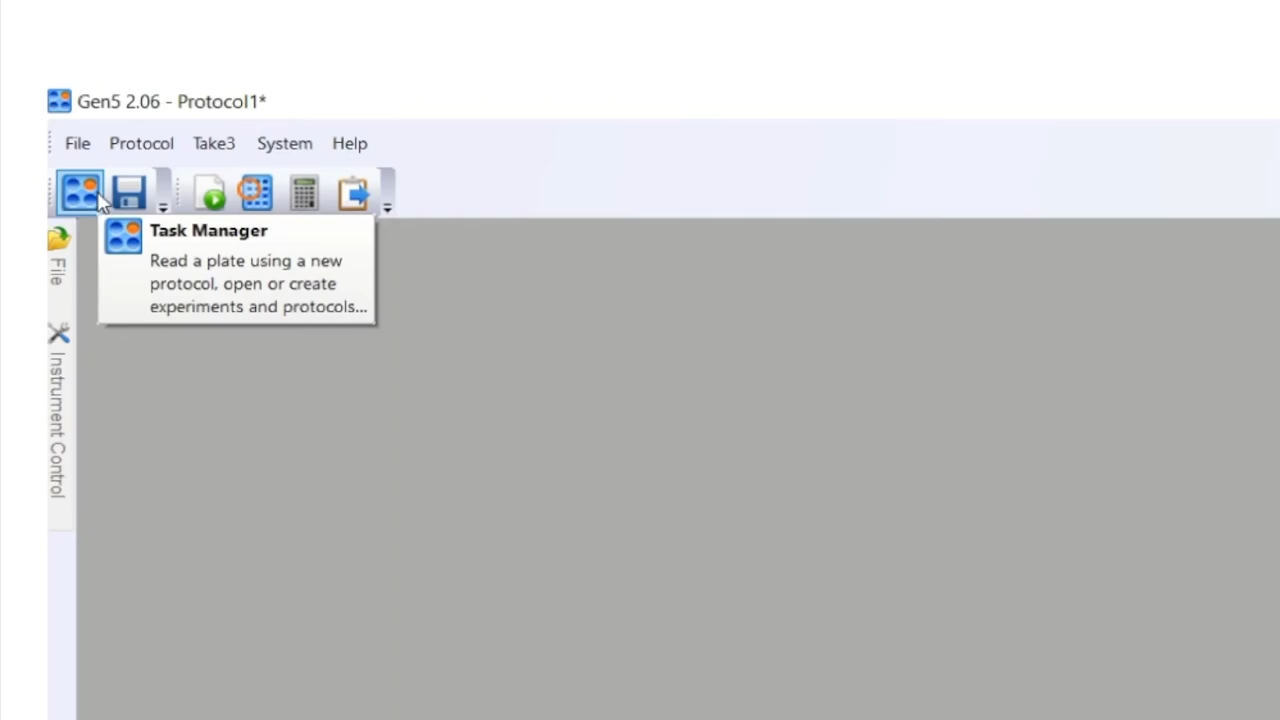 Gen5 2.06 - Protocol1*
File Protocol Take3 System Help
Task Manager
Read a plate using a new
protocol, open or create
experiments and protocols...
File
Instrument Control